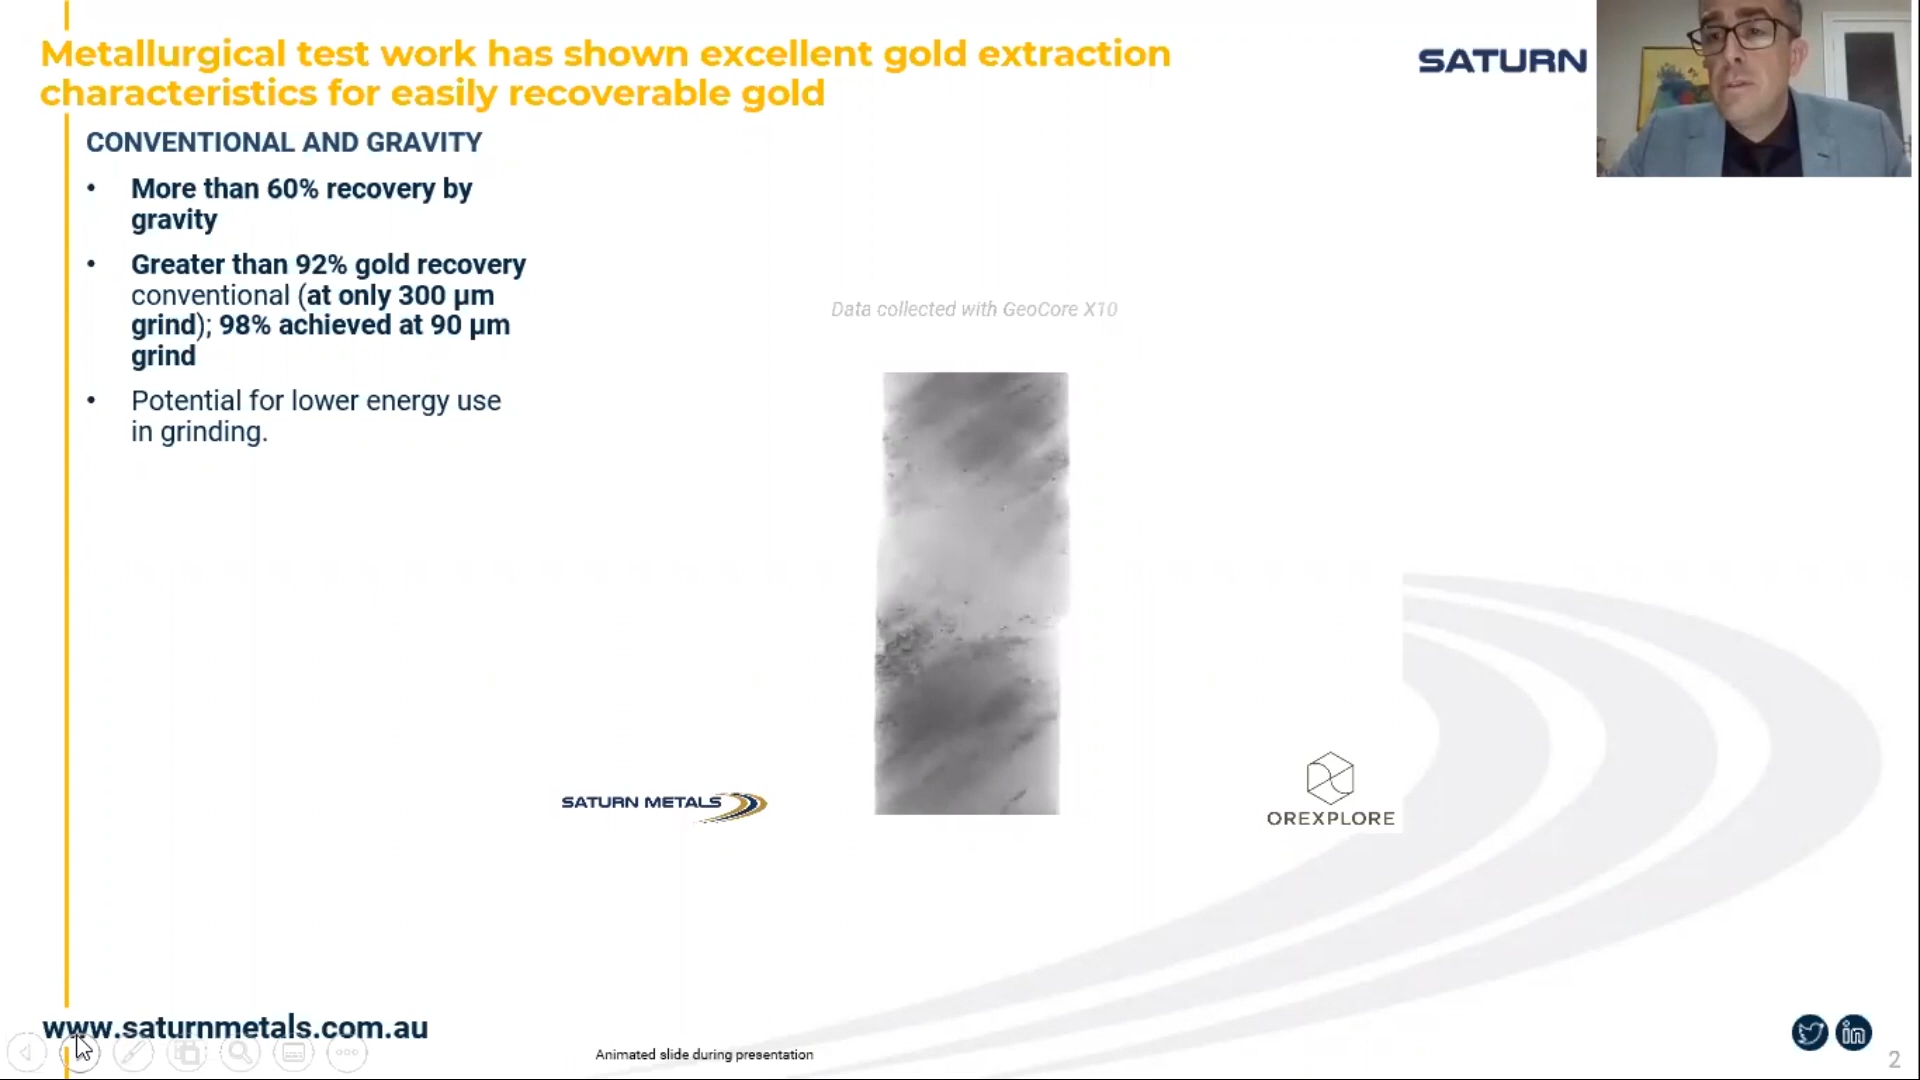 Metallurgical test work has shown excellent gold extraction
characteristics for easily recoverable gold
SATURN
CONVENTIONAL AND GRAVITY
• More than 60% recovery by
gravity
• Greater than 92% gold recovery
conventional (at only 300 µm
grind); 98% achieved at 90 µm
grind
• Potential for lower energy use
in grinding.
Data collected with GeoCore X10
SATURN METALS
OREXPLORE
www.saturnmetals.com.au
Animated slide during presentation
in
2